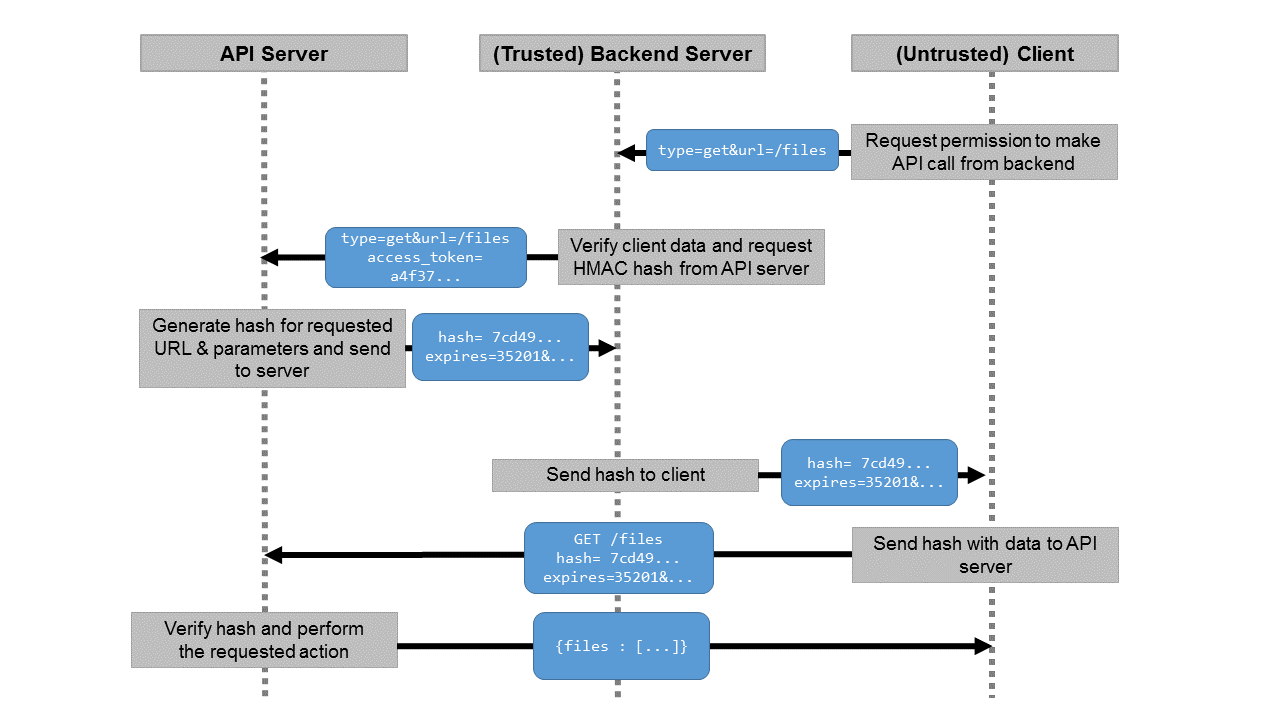 API Server
(Trusted) Backend Server
(Untrusted) Client
type=get&url=/files
Request permission to make
API call from backend
type=get&url=/files
access_token=
a4f37...
Verify client data and request
HMAC hash from API server
Generate hash for requested
URL & parameters and send
to server
hash= 7cd49...
expires=35201&...
Send hash to client
hash= 7cd49...
expires=35201&...
GET /files
hash= 7cd49...
expires=35201&...
Send hash with data to API
server
Verify hash and perform
the requested action
{files : [...]}